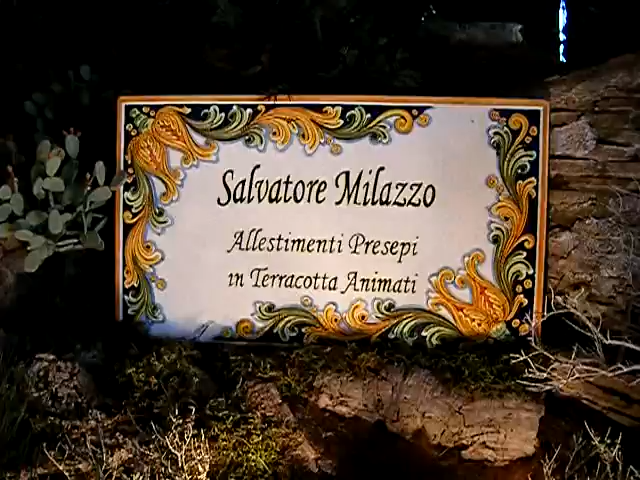 Salvatore Milazzo
Allestimenti Presepi
in Terracotta Animati